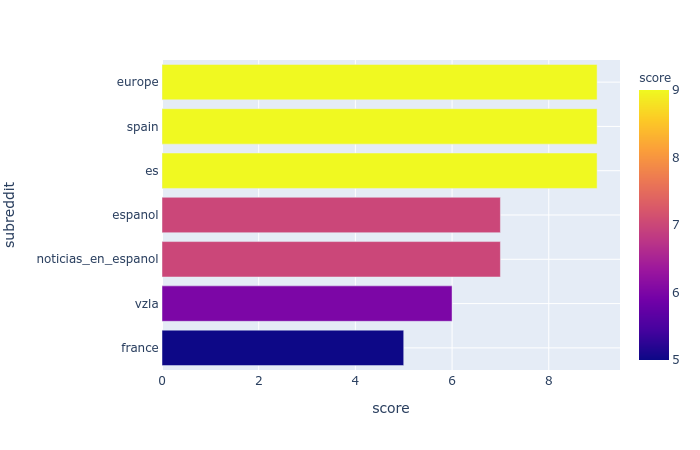 score
europe
9
spain
8
es
subreddit
espanol
7
noticias_en_espanol
6
vzla
france
5
0 2 4 6 8
score